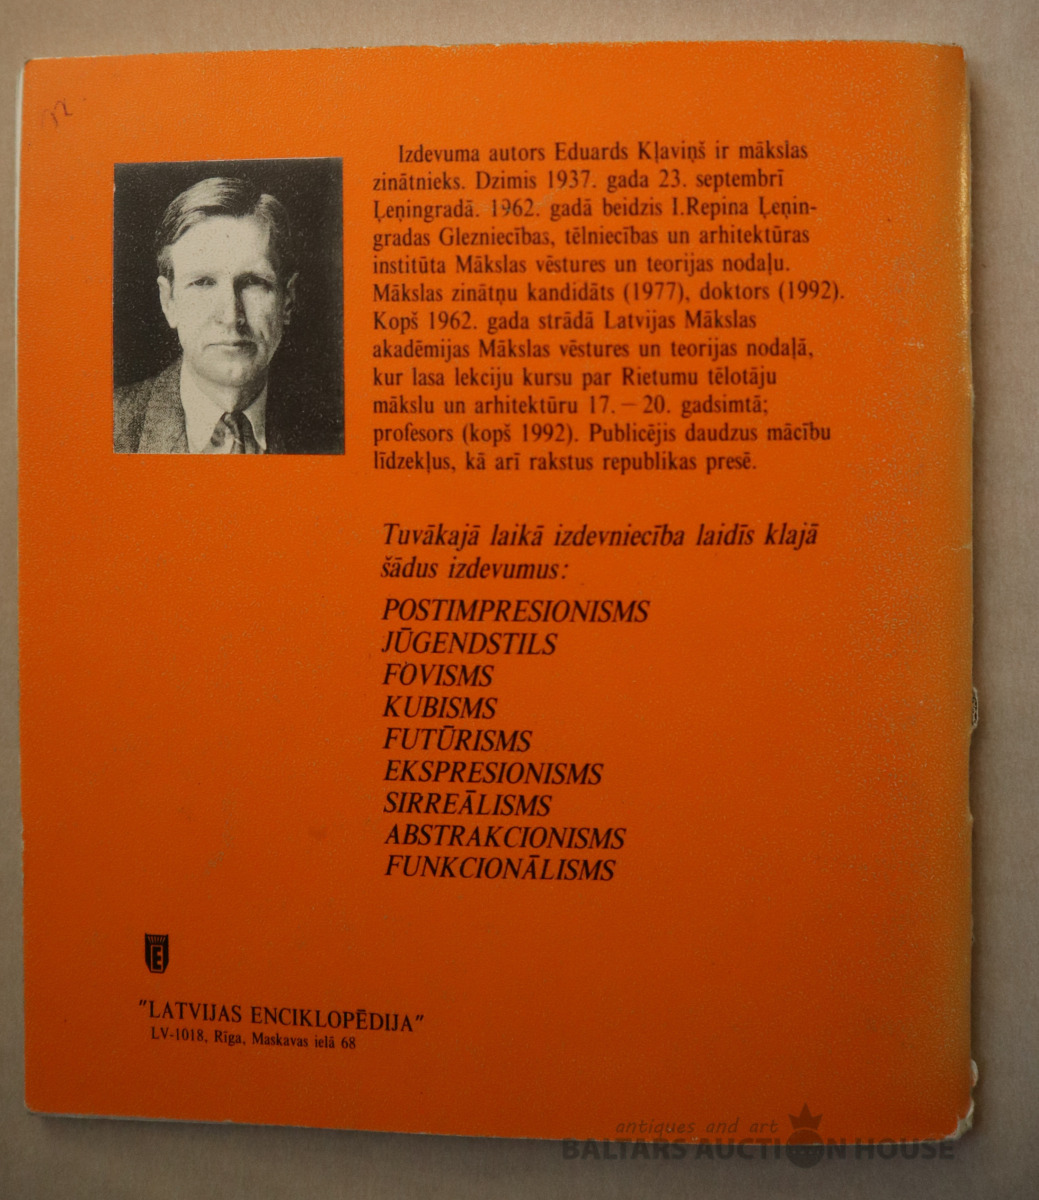 Izdevuma autors Eduards Kļaviņš ir mākslas
zinātnieks. Dzimis 1937. gada 23. septembrī
Ļeņingradā. 1962. gadā beidzis I.Repina Ļeņin-
gradas Glezniecības, tēlniecības un arhitektūras
institūta Mākslas vēstures un teorijas nodaļu.
Mākslas zinātņu kandidāts (1977), doktors (1992).
Kopš 1962. gada strādā Latvijas Mākslas
akadēmijas Mākslas vēstures un teorijas nodaļā,
kur lasa lekciju kursu par Rietumu tēlotāju
mākslu un arhitektūru 17. — 20. gadsimtā;
profesors (kopš 1992). Publicējis daudzus mācību
līdzekļus, kā arī rakstus republikas presē.
Tuvākajā laikā izdevniecība laidīs klajā
šādus izdevumus:
POSTIMPRESIONISMS
JŪGENDSTILS
FOVISMS
KUBISMS
FUTŪRISMS
EKSPRESIONISMS
SIRREĀLISMS
ABSTRAKCIONISMS
FUNKCIONĀLISMS
E
"LATVIJAS ENCIKLOPĒDIJA"
LV-1018, Rīga, Maskavas ielā 68
antiques and art
BALTARS AUCTION HOUSE